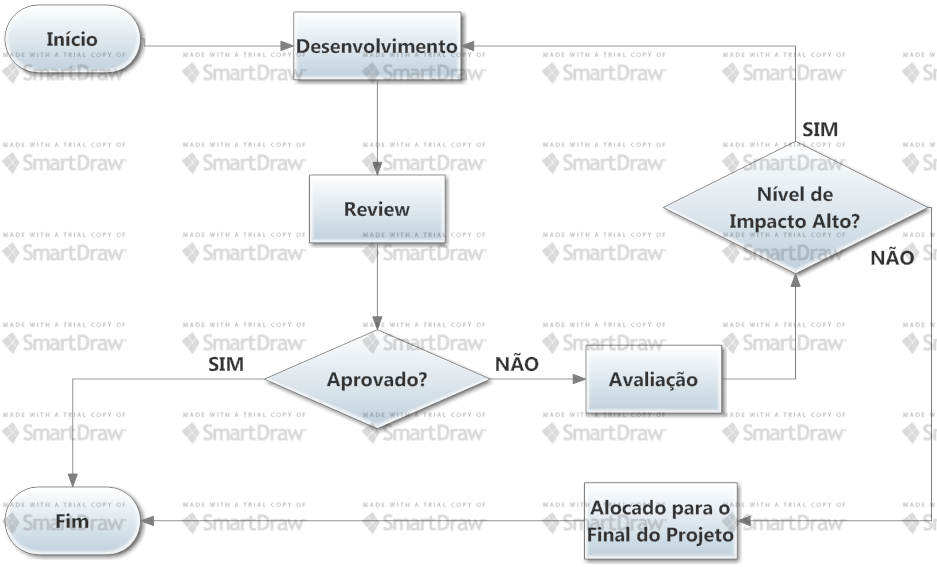 Início
Desenvolvimento
SIM
Nível de
Impacto Alto?
Review
NÃO
SIM
Aprovado?
NÃO
Avaliação
Alocado para o
Final do Projeto
Fim
MADE WITH A TRIAL COPY OF
SmartDraw